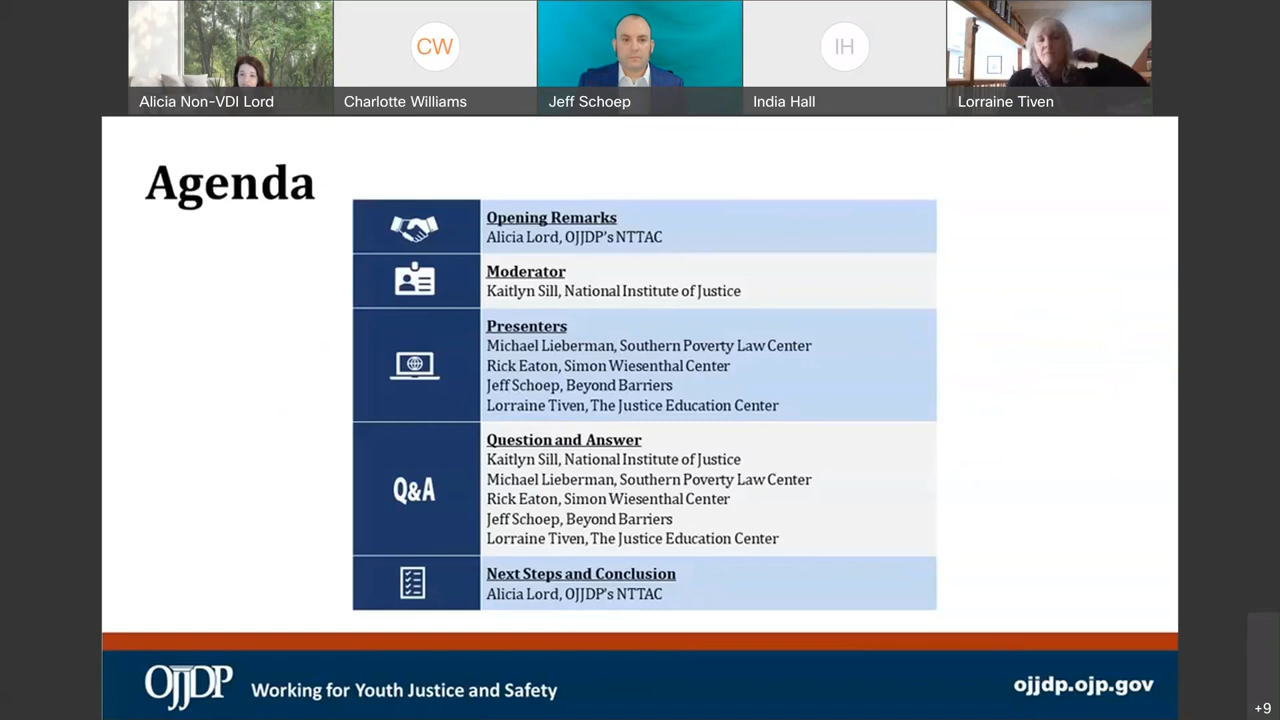 CW
IH
Alicia Non-VDI Lord
Charlotte Williams
Jeff Schoep
India Hall
Lorraine Tiven
Agenda
Opening Remarks
Alicia Lord, OJJDP's NTTAC
Moderator
Kaitlyn Sill, National Institute of Justice
Presenters
Michael Lieberman, Southern Poverty Law Center
Rick Eaton, Simon Wiesenthal Center
Jeff Schoep, Beyond Barriers
Lorraine Tiven, The Justice Education Center
Q&A
Question and Answer
Kaitlyn Sill, National Institute of Justice
Michael Lieberman, Southern Poverty Law Center
Rick Eaton, Simon Wiesenthal Center
Jeff Schoep, Beyond Barriers
Lorraine Tiven, The Justice Education Center
Next Steps and Conclusion
Alicia Lord, OJJDP's NTTAC
OJJDP Working for Youth Justice and Safety
ojjdp.ojp.gov
+9